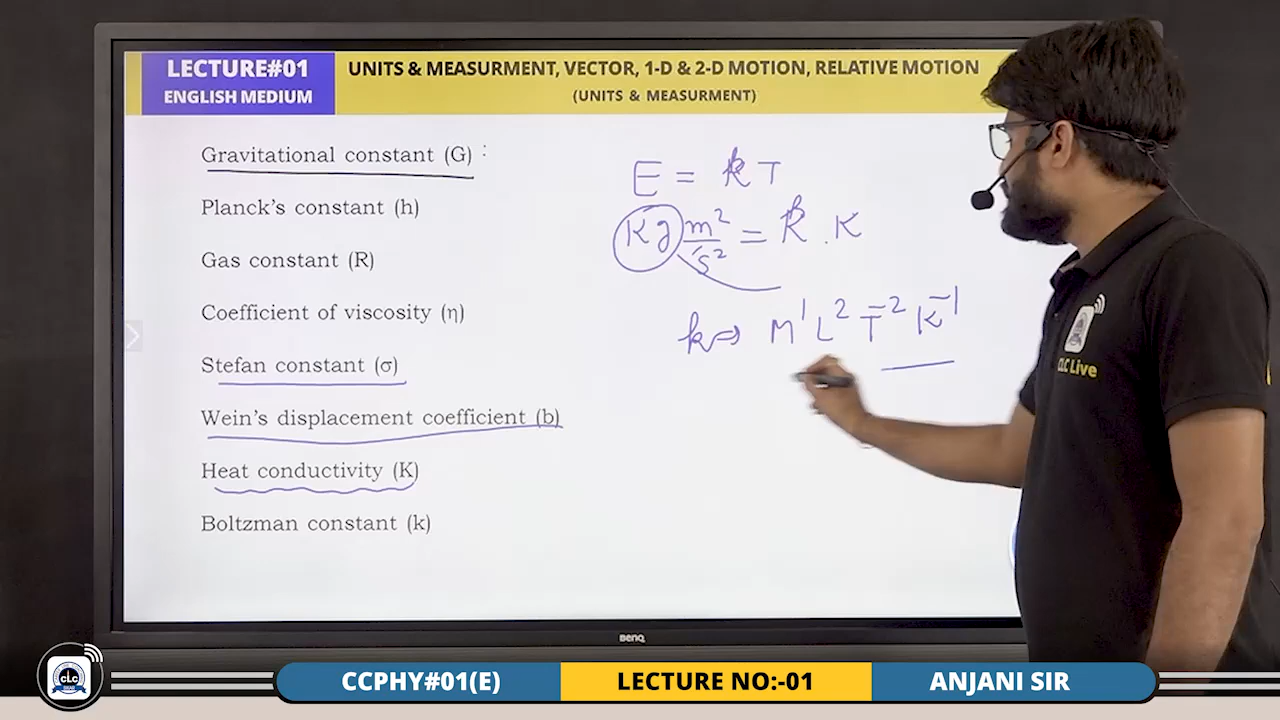 LECTURE#01
ENGLISH MEDIUM
UNITS & MEASURMENT, VECTOR, 1-D & 2-D MOTION, RELATIVE MOTION
(UNITS & MEASURMENT)
Gravitational constant (G) :
Planck's constant (h)
Gas constant (R)
Coefficient of viscosity (η)
Stefan constant (σ)
Wein's displacement coefficient (b)
Heat conductivity (K)
Boltzman constant (k)
E = k T
Kg m²/s² = k . K
k ⇒ M¹ L² T⁻² K⁻¹
CLC Live
BenQ
CLC
SIKAR
CCPHY#01(E)
LECTURE NO:-01
ANJANI SIR